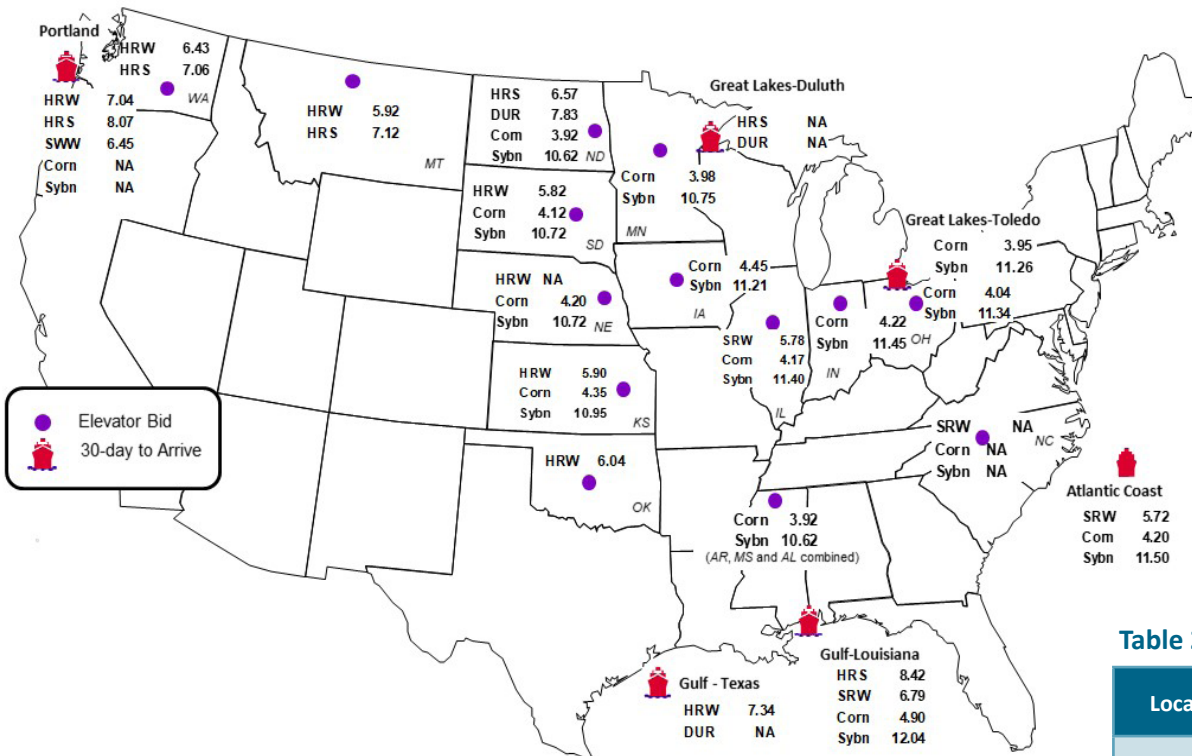 Portland
HRW 6.43
HRS 7.06
WA
HRW 7.04
HRS 8.07
SWW 6.45
Corn NA
Sybn NA
HRW 5.92
HRS 7.12
MT
HRS 6.57
DUR 7.83
Corn 3.92
Sybn 10.62 ND
HRW 5.82
Corn 4.12
Sybn 10.72 SD
HRW NA
Corn 4.20
Sybn 10.72 NE
HRW 5.90
Corn 4.35
Sybn 10.95
KS
HRW 6.04
OK
Great Lakes-Duluth
HRS NA
DUR NA
Corn 3.98
Sybn 10.75
MN
Corn 4.45
Sybn 11.21
IA
SRW 5.78
Corn 4.17
Sybn 11.40
IL
Great Lakes-Toledo
Corn 3.95
Sybn 11.26
Corn 4.04
Sybn 11.34
OH
Corn 4.22
Sybn 11.45
IN
SRW NA
Corn NA
Sybn NA
NC
Atlantic Coast
SRW 5.72
Corn 4.20
Sybn 11.50
Corn 3.92
Sybn 10.62
(AR, MS and AL combined)
Gulf-Louisiana
HRS 8.42
SRW 6.79
Corn 4.90
Sybn 12.04
Gulf - Texas
HRW 7.34
DUR NA
Elevator Bid
30-day to Arrive
Table
Loca